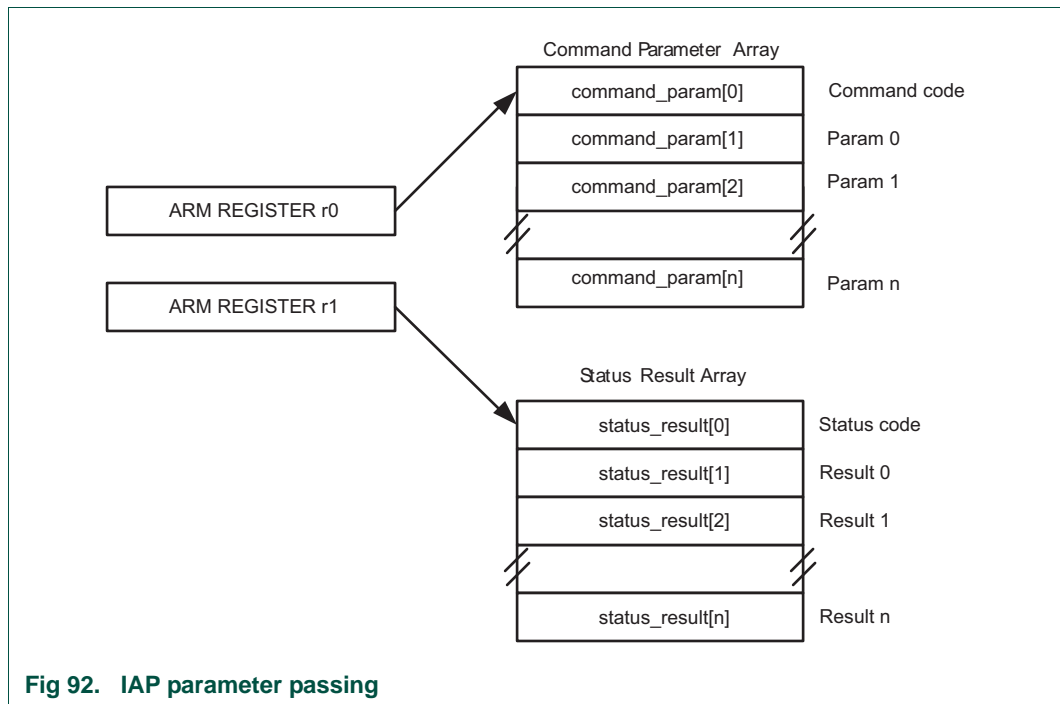 Command Parameter Array
command_param[0] Command code
command_param[1] Param 0
command_param[2] Param 1
ARM REGISTER r0
command_param[n] Param n
ARM REGISTER r1
Status Result Array
status_result[0] Status code
status_result[1] Result 0
status_result[2] Result 1
status_result[n] Result n
Fig 92. IAP parameter passing